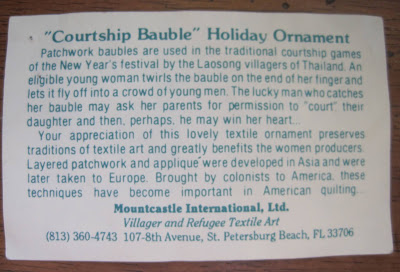 "Courtship Bauble" Holiday Ornament
Patchwork baubles are used in the traditional courtship games
of the New Year's festival by the Laosong villagers of Thailand. An
eligible young woman twirls the bauble on the end of her finger and
lets it fly off into a crowd of young men. The lucky man who catches
her bauble may ask her parents for permission to "court" their
daughter and then, perhaps, he may win her heart...
Your appreciation of this lovely textile ornament preserves
traditions of textile art and greatly benefits the women producers.
Layered patchwork and applique were developed in Asia and were
later taken to Europe. Brought by colonists to America, these
techniques have become important in American quilting...
Mountcastle International, Ltd.
Villager and Refugee Textile Art
(813) 360-4743 107-8th Avenue, St. Petersburg Beach, FL 33706